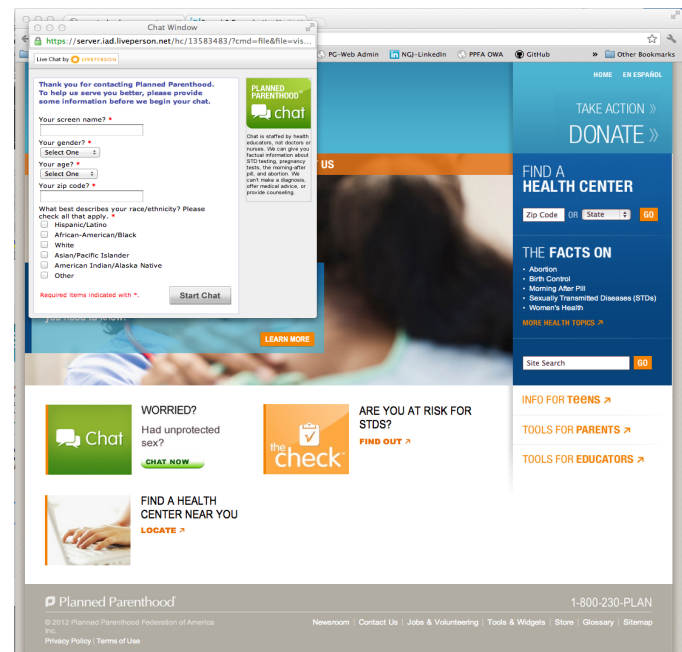 Chat Window
https://server.iad.liveperson.net/hc/13583483/?cmd=file&file=vis...
Live Chat by LIVEPERSON
Thank you for contacting Planned Parenthood.
To help us serve you better, please provide
some information before we begin your chat.
Your screen name? *
Your gender? *
Select One
Your age? *
Select One
Your zip code? *
What best describes your race/ethnicity? Please
check all that apply. *
Hispanic/Latino
African-American/Black
White
Asian/Pacific Islander
American Indian/Alaska Native
Other
Required items indicated with *.
Start Chat
PLANNED
PARENTHOOD
chat
Chat is staffed by health
educators, not doctors or
nurses. We can give you
factual information about
STD testing, pregnancy
tests, the morning-after
pill, and abortion. We
can't make a diagnosis,
offer medical advice, or
provide counseling.
PG-Web Admin
NGJ-LinkedIn
PPFA OWA
GitHub
»
Other Bookmarks
HOME EN ESPAÑOL
TAKE ACTION »
DONATE »
US
FIND A
HEALTH CENTER
Zip Code OR State GO
THE FACTS ON
• Abortion
• Birth Control
• Morning After Pill
• Sexually Transmitted Diseases (STDs)
• Women's Health
MORE HEALTH TOPICS
Site Search GO
you need to know.
LEARN MORE
INFO FOR TEENS
TOOLS FOR PARENTS
TOOLS FOR EDUCATORS
Chat
WORRIED?
Had unprotected
sex?
CHAT NOW
the
check
ARE YOU AT RISK FOR
STDS?
FIND OUT
FIND A HEALTH
CENTER NEAR YOU
LOCATE
Planned Parenthood
1-800-230-PLAN
© 2012 Planned Parenthood Federation of America
Inc.
Newsroom | Contact Us | Jobs & Volunteering | Tools & Widgets | Store | Glossary | Sitemap
Privacy Policy | Terms of Use